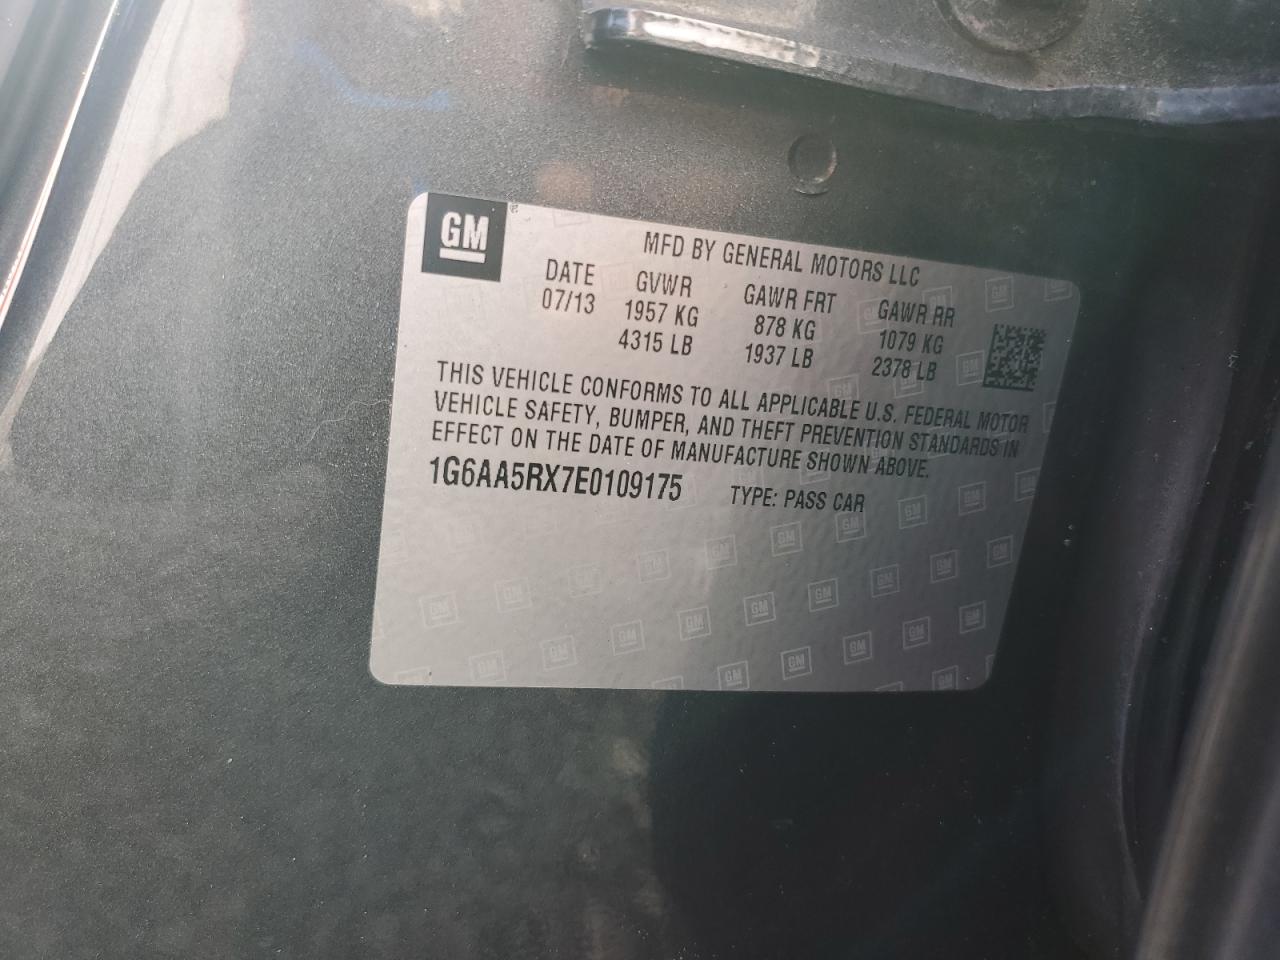 GM
MFD BY GENERAL MOTORS LLC
DATE GVWR GAWR FRT GAWR RR
07/13 1957 KG 878 KG 1079 KG
4315 LB 1937 LB 2378 LB
THIS VEHICLE CONFORMS TO ALL APPLICABLE U.S. FEDERAL MOTOR
VEHICLE SAFETY, BUMPER, AND THEFT PREVENTION STANDARDS IN
EFFECT ON THE DATE OF MANUFACTURE SHOWN ABOVE.
1G6AA5RX7E0109175 TYPE: PASS CAR